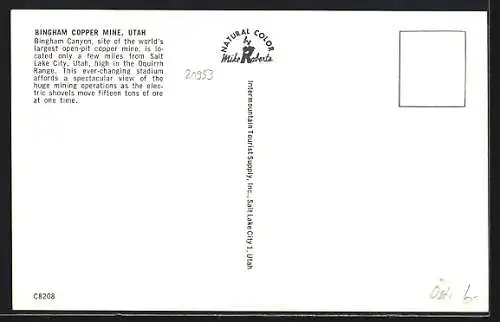 BINGHAM COPPER MINE, UTAH
Bingham Canyon, site of the world's
largest open-pit copper mine, is lo-
cated only a few miles from Salt
Lake City, Utah, high in the Oquirrh
Range. This ever-changing stadium
affords a spectacular view of the
huge mining operations as the elec-
tric shovels move fifteen tons of ore
at one time.
NATURAL COLOR
by
Mike Roberts
20953
Intermountain Tourist Supply, Inc., Salt Lake City 1, Utah
C8208